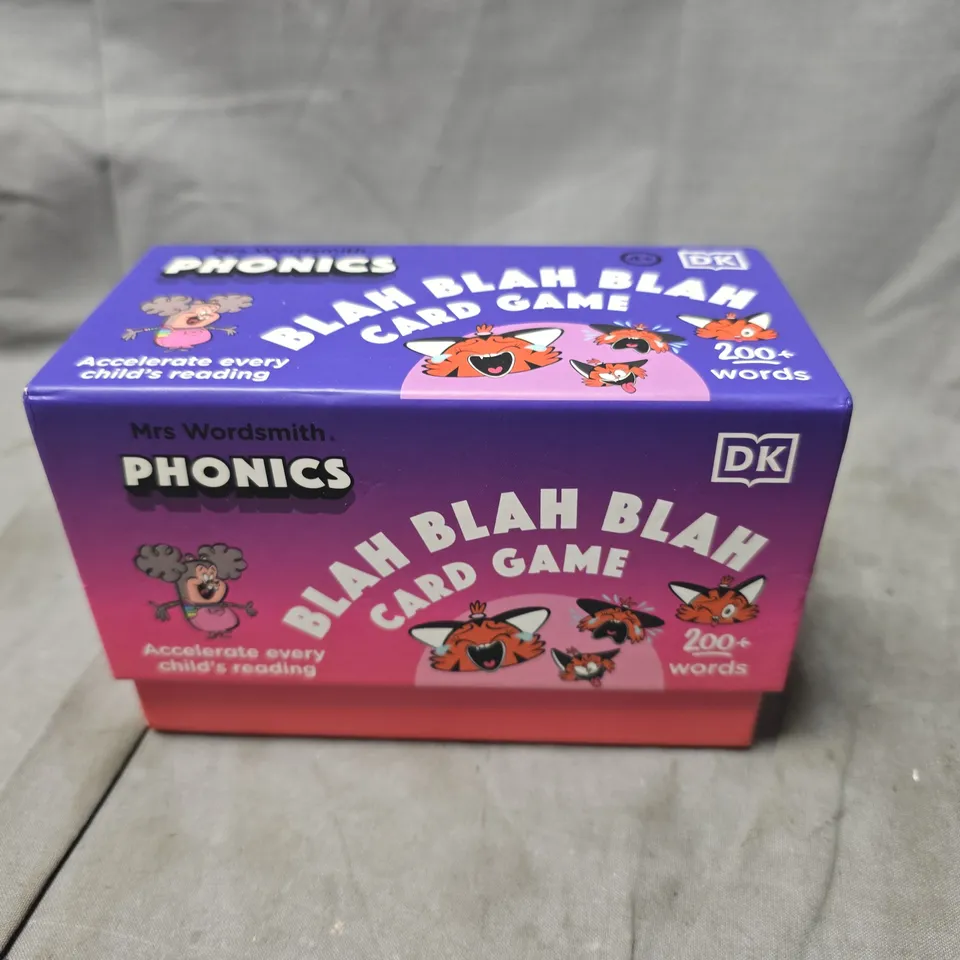 Mrs Wordsmith
PHONICS
BLAH BLAH BLAH
CARD GAME
DK
Accelerate every
child's reading
200+
words
Mrs Wordsmith.
PHONICS
BLAH BLAH BLAH
CARD GAME
DK
Accelerate every
child's reading
200+
words